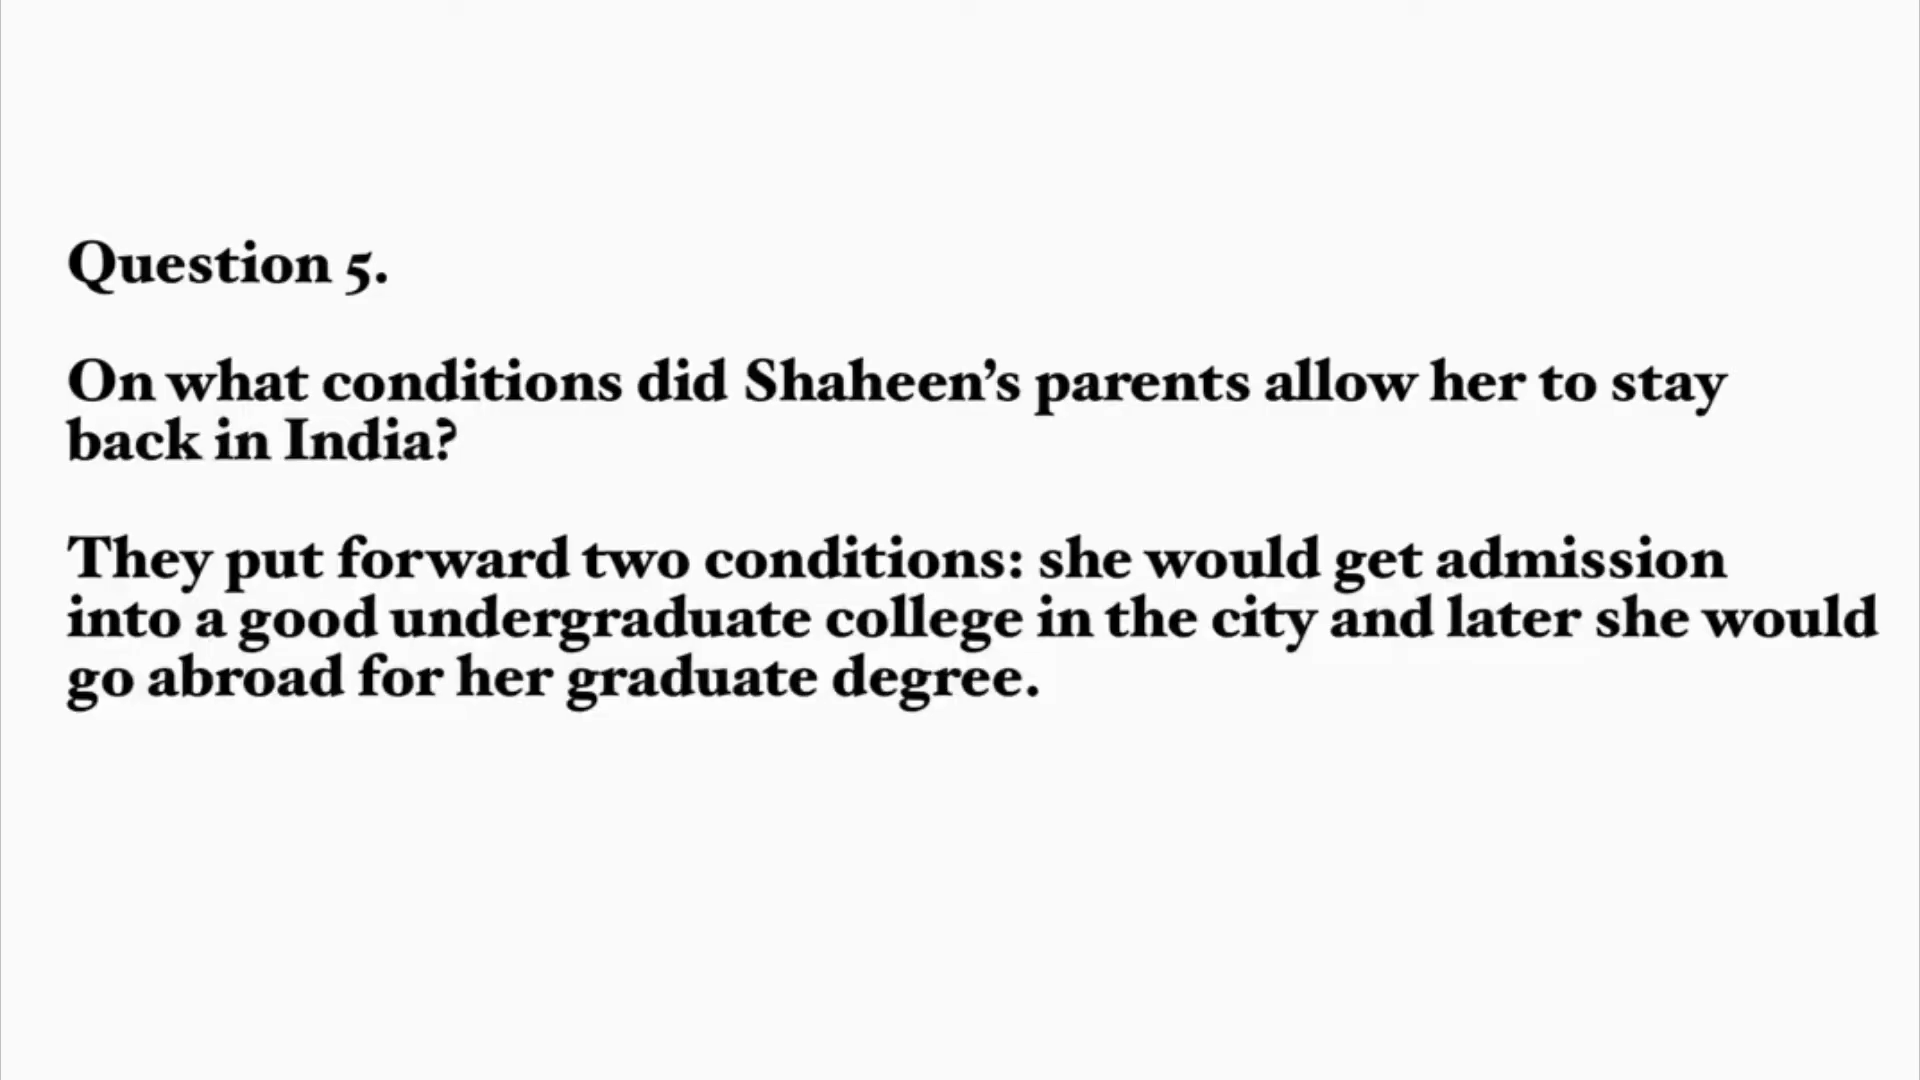 Question 5.
On what conditions did Shaheen’s parents allow her to stay
back in India?
They put forward two conditions: she would get admission
into a good undergraduate college in the city and later she would
go abroad for her graduate degree.